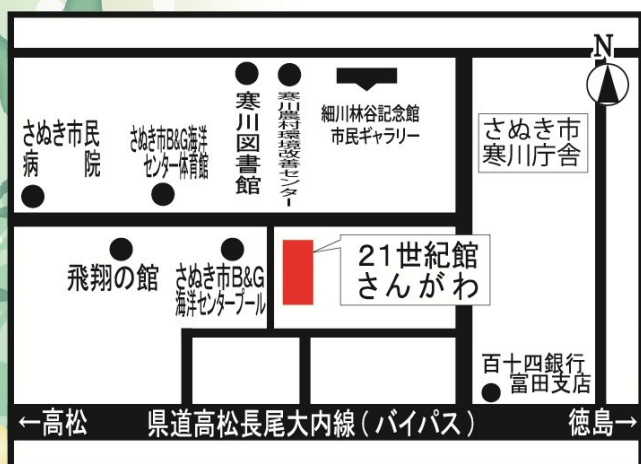 N
さぬき市民
病院
さぬき市B&G海洋
センター体育館
寒川図書館
寒川農村環境改善センター
細川林谷記念館
市民ギャラリー
さぬき市
寒川庁舎
飛翔の館
さぬき市B&G
海洋センタープール
21世紀館
さんがわ
百十四銀行
富田支店
←高松
県道高松長尾大内線(バイパス)
徳島→